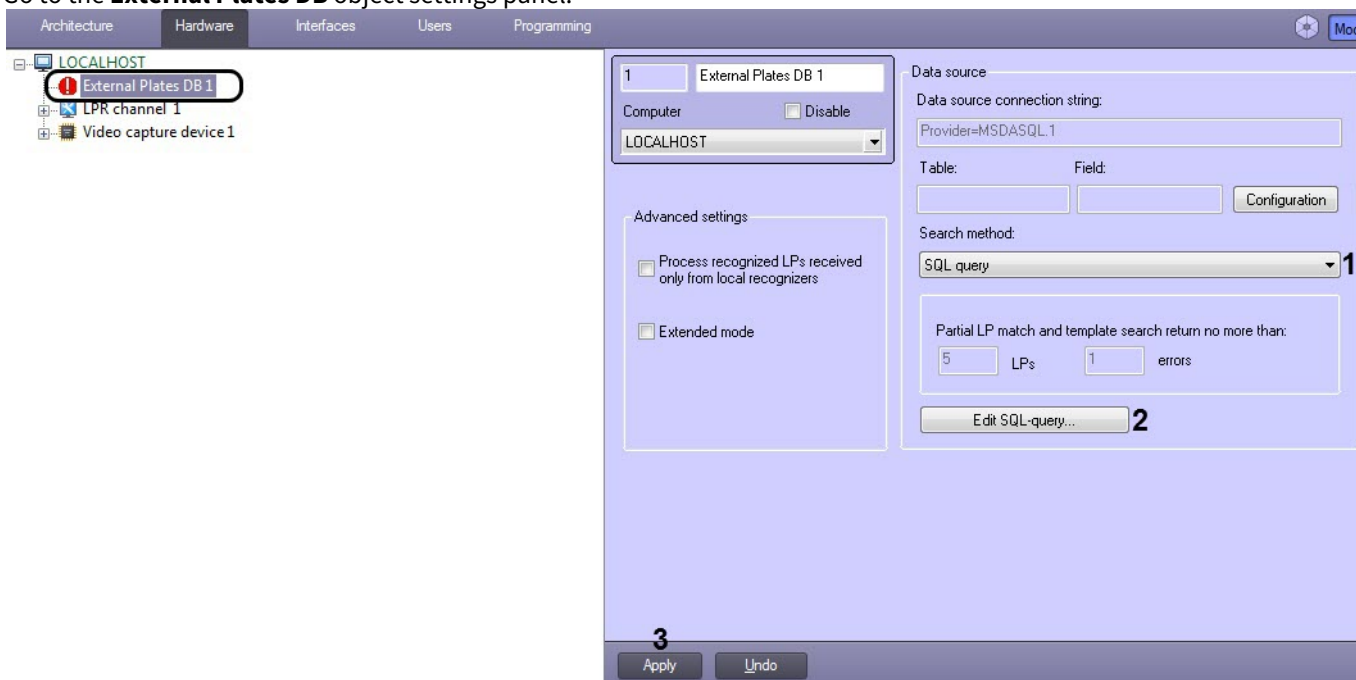 Go to the External Plates DB object settings panel.
Architecture Hardware Interfaces Users Programming
LOCALHOST
External Plates DB 1
LPR channel 1
Video capture device 1
1 External Plates DB 1
Computer Disable
LOCALHOST
Advanced settings
Process recognized LPs received
only from local recognizers
Extended mode
Data source
Data source connection string:
Provider=MSDASQL.1
Table: Field:
Configuration
Search method:
SQL query 1
Partial LP match and template search return no more than:
5 LPs 1 errors
Edit SQL-query... 2
3
Apply Undo